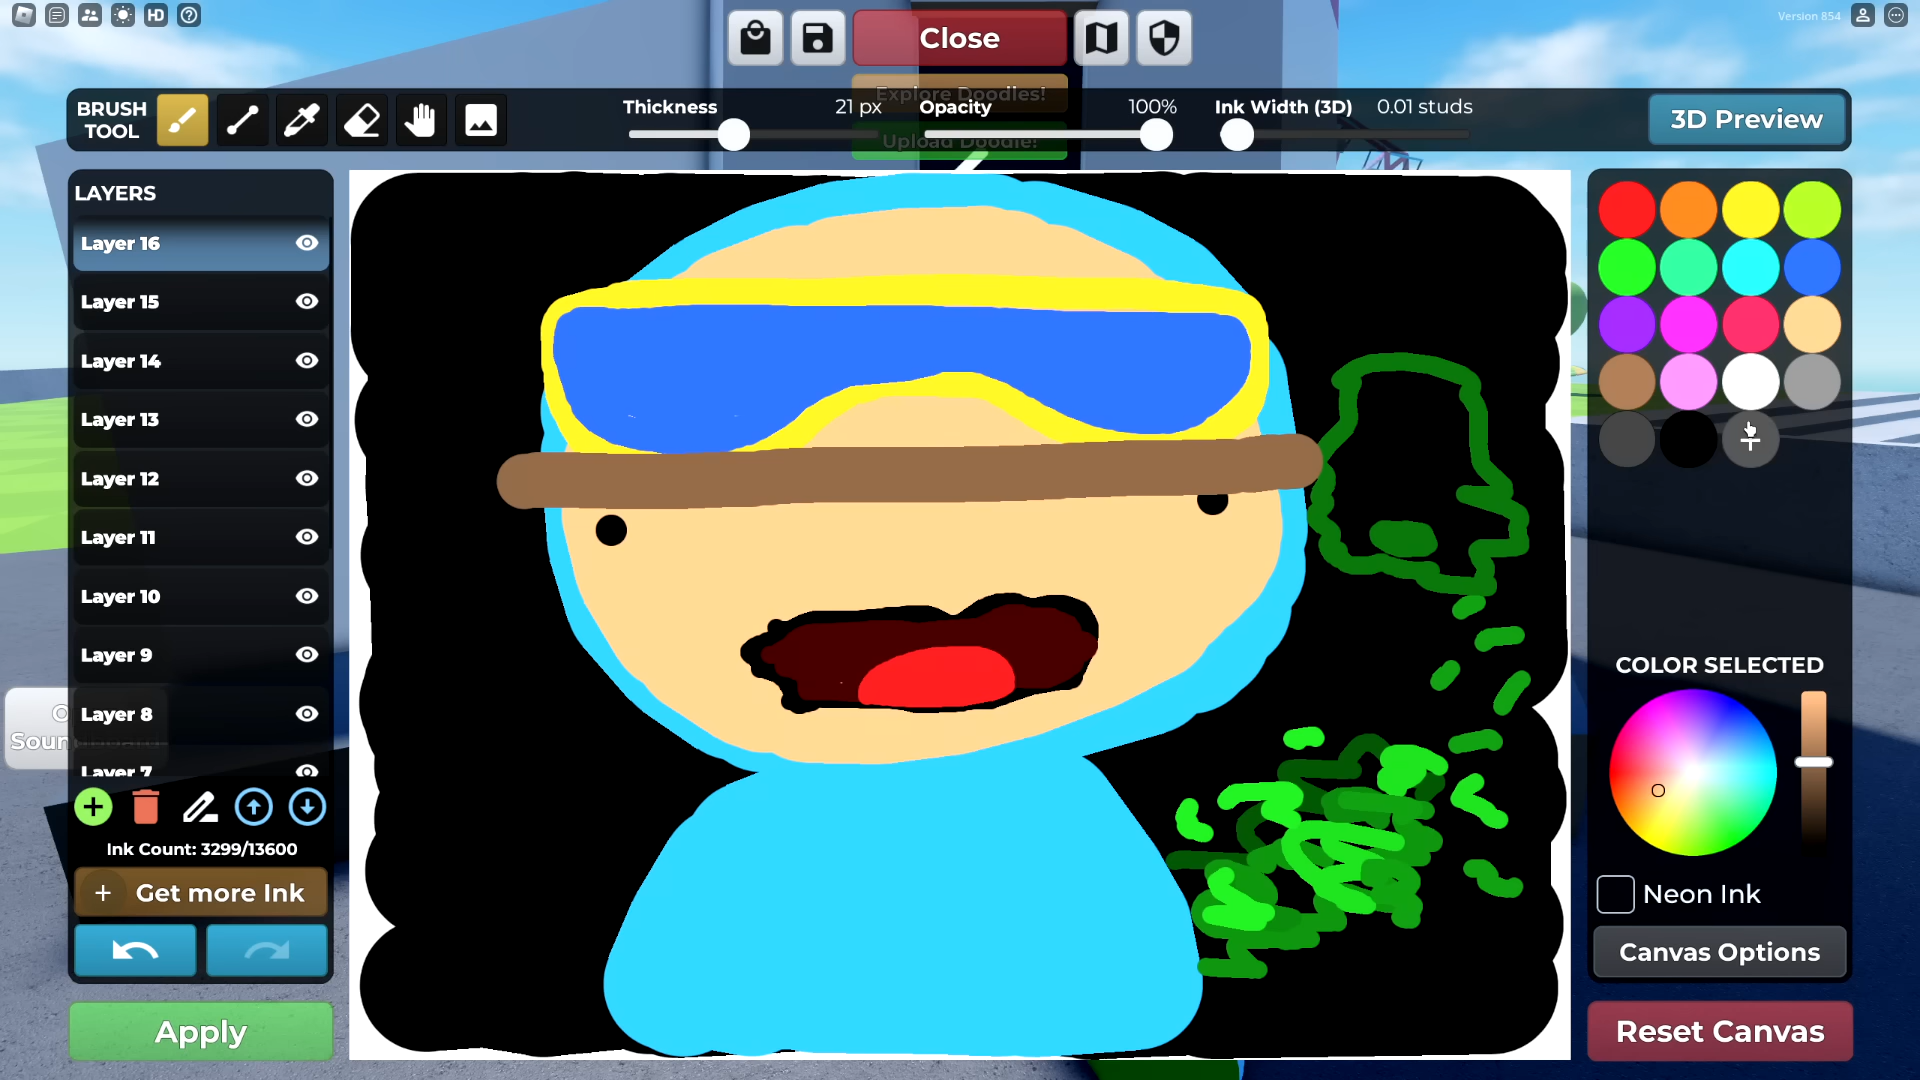 HD
Version 854
Close
Explore Doodles!
Upload Doodle!
BRUSH
TOOL
Thickness
21 px
Opacity
100%
Ink Width (3D)
0.01 studs
3D Preview
LAYERS
Layer 16
Layer 15
Layer 14
Layer 13
Layer 12
Layer 11
Layer 10
Layer 9
Layer 8
Layer 7
Ink Count: 3299/13600
+ Get more Ink
Apply
COLOR SELECTED
Neon Ink
Canvas Options
Reset Canvas